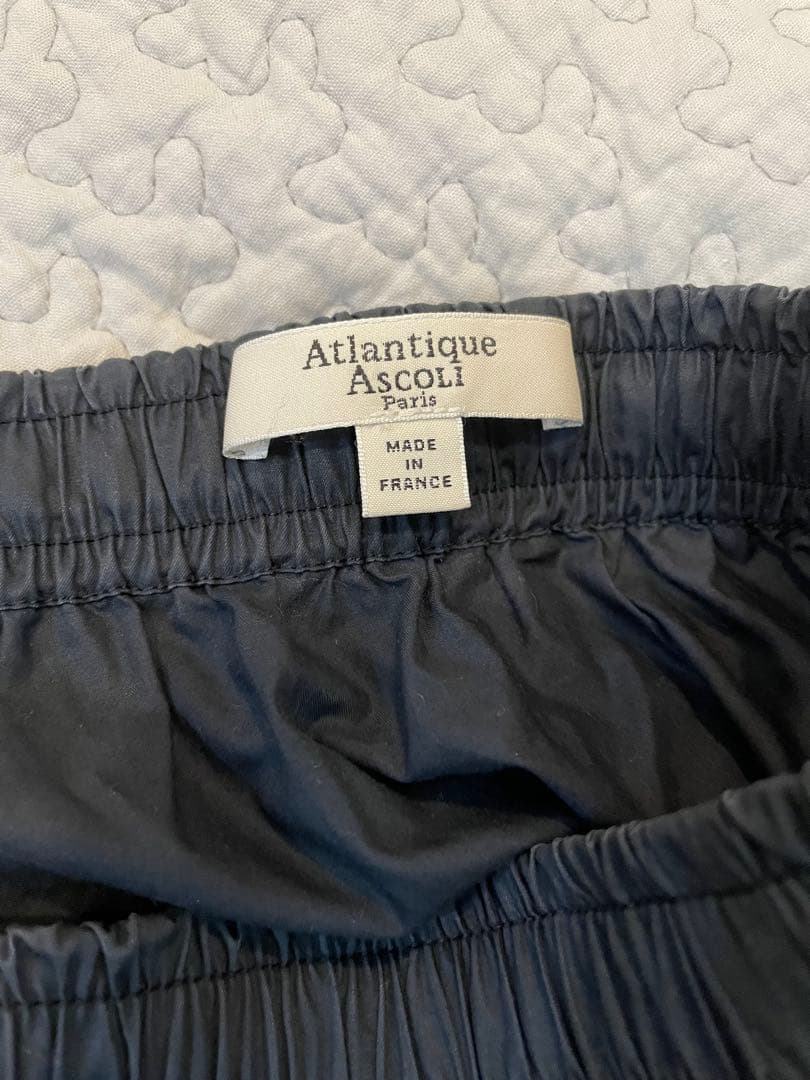 Atlantique
ASCOLI
Paris
MADE
IN
FRANCE